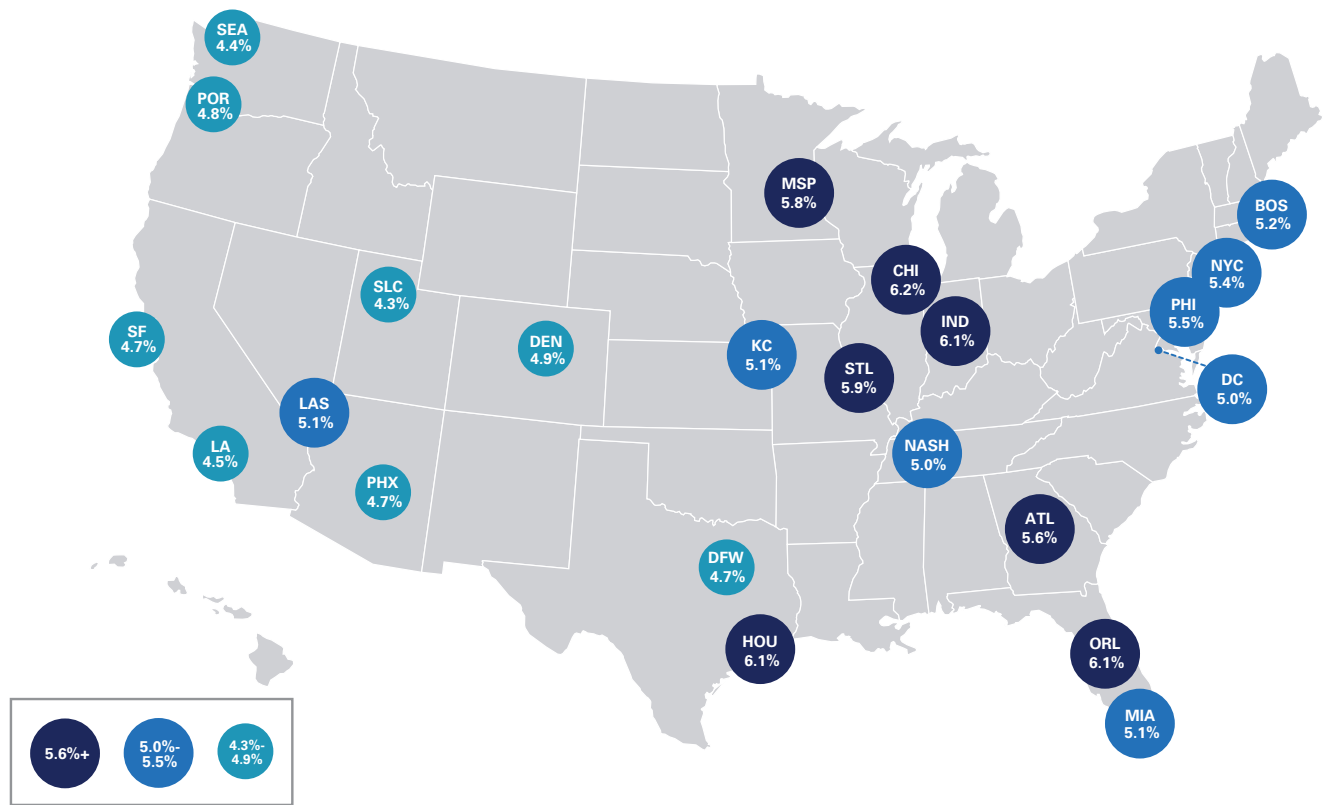 SEA
4.4%
POR
4.8%
MSP
5.8%
BOS
5.2%
NYC
5.4%
CHI
6.2%
SLC
4.3%
PHI
5.5%
IND
6.1%
SF
4.7%
DEN
4.9%
KC
5.1%
STL
5.9%
DC
5.0%
LAS
5.1%
LA
4.5%
NASH
5.0%
PHX
4.7%
ATL
5.6%
DFW
4.7%
HOU
6.1%
ORL
6.1%
MIA
5.1%
5.6%+
5.0%-
5.5%
4.3%-
4.9%